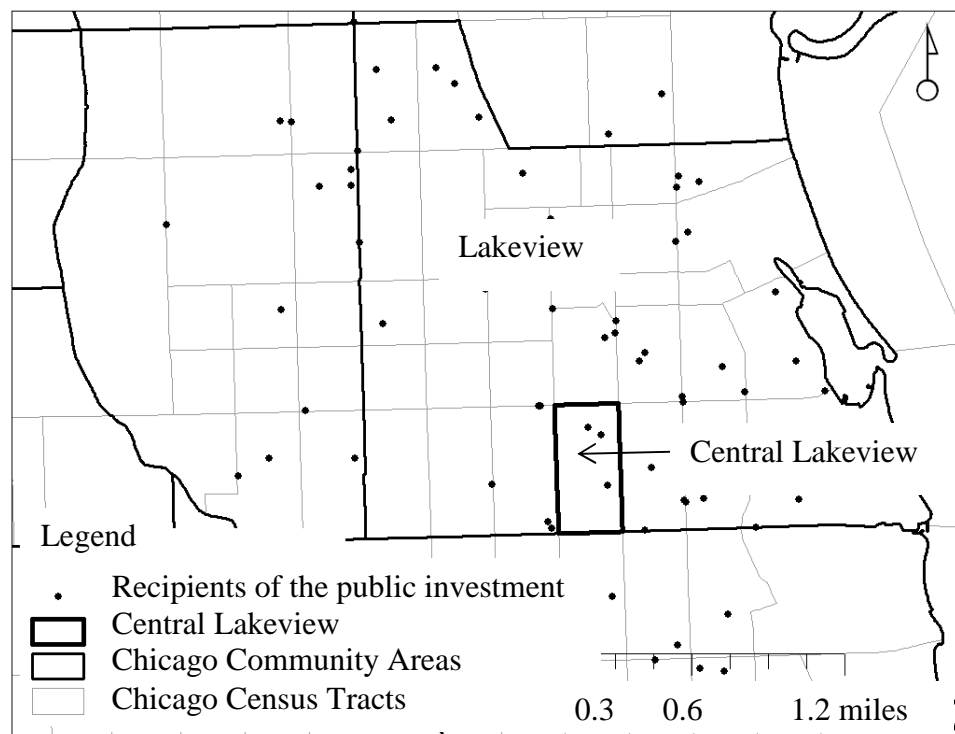 Lakeview
Central Lakeview
Legend
Recipients of the public investment
Central Lakeview
Chicago Community Areas
Chicago Census Tracts
0.3 0.6 1.2 miles